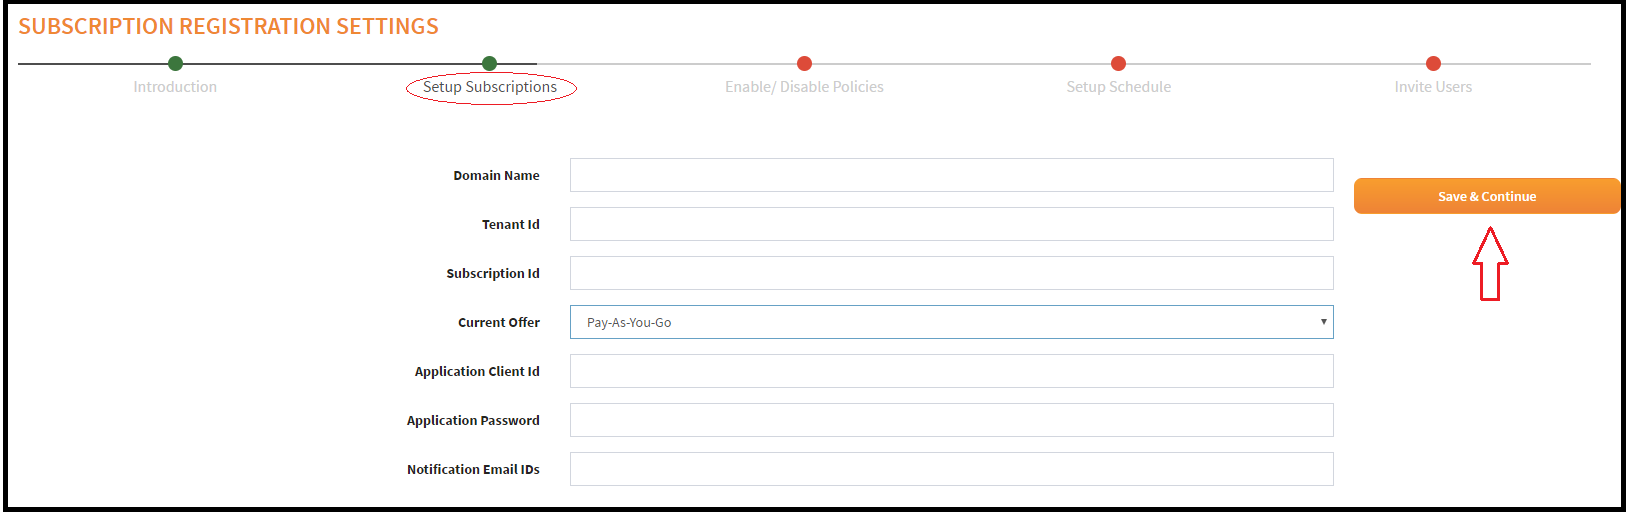 SUBSCRIPTION REGISTRATION SETTINGS
Introduction
Setup Subscriptions
Enable/ Disable Policies
Setup Schedule
Invite Users
Domain Name
Save & Continue
Tenant Id
Subscription Id
Current Offer
Pay-As-You-Go
Application Client Id
Application Password
Notification Email IDs